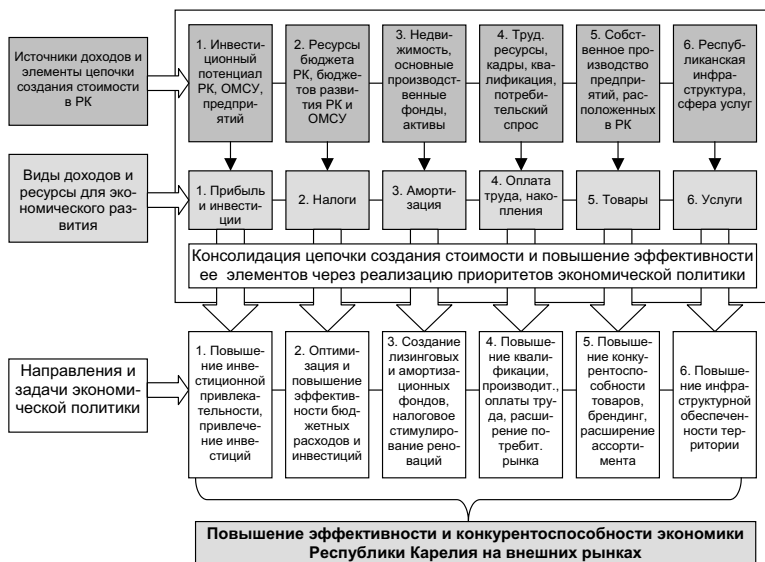 Источники доходов и
элементы цепочки
создания стоимости
в РК
1. Инвести-
ционный
потенциал
РК, ОМСУ,
предпри-
ятий
2. Ресурсы
бюджета
РК, бюдже-
тов разви-
тия РК и
ОМСУ
3. Недви-
жимость,
основные
производст-
венные
фонды,
активы
4. Труд.
ресурсы,
кадры, ква-
лификация,
потреби-
тельский
спрос
5. Собст-
венное про-
изводство
предпри-
ятий, рас-
положенных
в РК
6. Респуб-
ликанская
инфра-
структура,
сфера услуг
Виды доходов и
ресурсы для эко-
номического раз-
вития
1. Прибыль
и инвести-
ции
2. Налоги
3. Аморти-
зация
4. Оплата
труда, нако-
пления
5. Товары
6. Услуги
Консолидация цепочки создания стоимости и повышение эффективности
ее элементов через реализацию приоритетов экономической политики
Направления и
задачи экономи-
ческой политики
1. Повыше-
ние инве-
стиционной
привлека-
тельности,
привлече-
ние инве-
стиций
2. Оптими-
зация и
повышение
эффектив-
ности бюд-
жетных
расходов и
инвестиций
3. Создание
лизинговых
и амортиза-
ционных
фондов,
налоговое
стимулиро-
вание рено-
ваций
4. Повыше-
ние квали-
фикации,
производит.,
оплаты тру-
да, расши-
рение по-
требит.
рынка
5. Повыше-
ние конку-
рентоспо-
собности
товаров,
брендинг,
расширение
ассорти-
мента
6. Повыше-
ние инфра-
структурной
обеспечен-
ности тер-
ритории
Повышение эффективности и конкурентоспособности экономики
Республики Карелия на внешних рынках